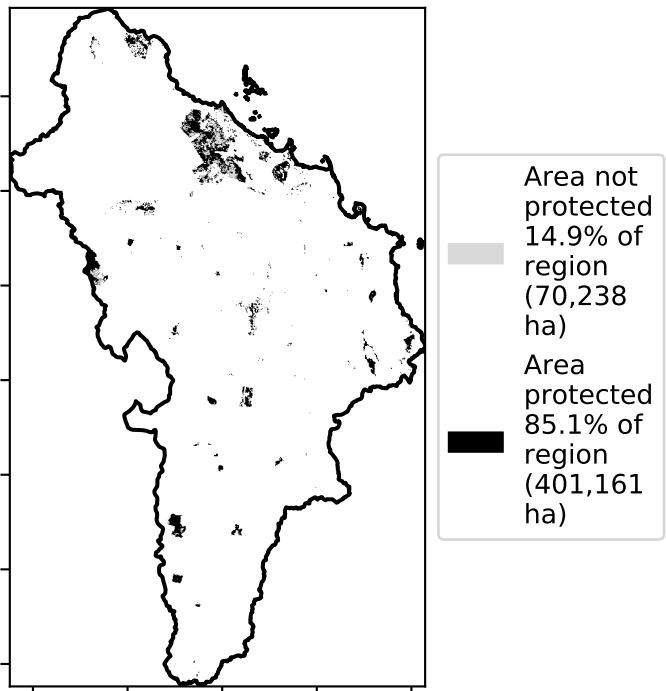 Area not
protected
14.9% of
region
(70,238
ha)
Area
protected
85.1% of
region
(401,161
ha)